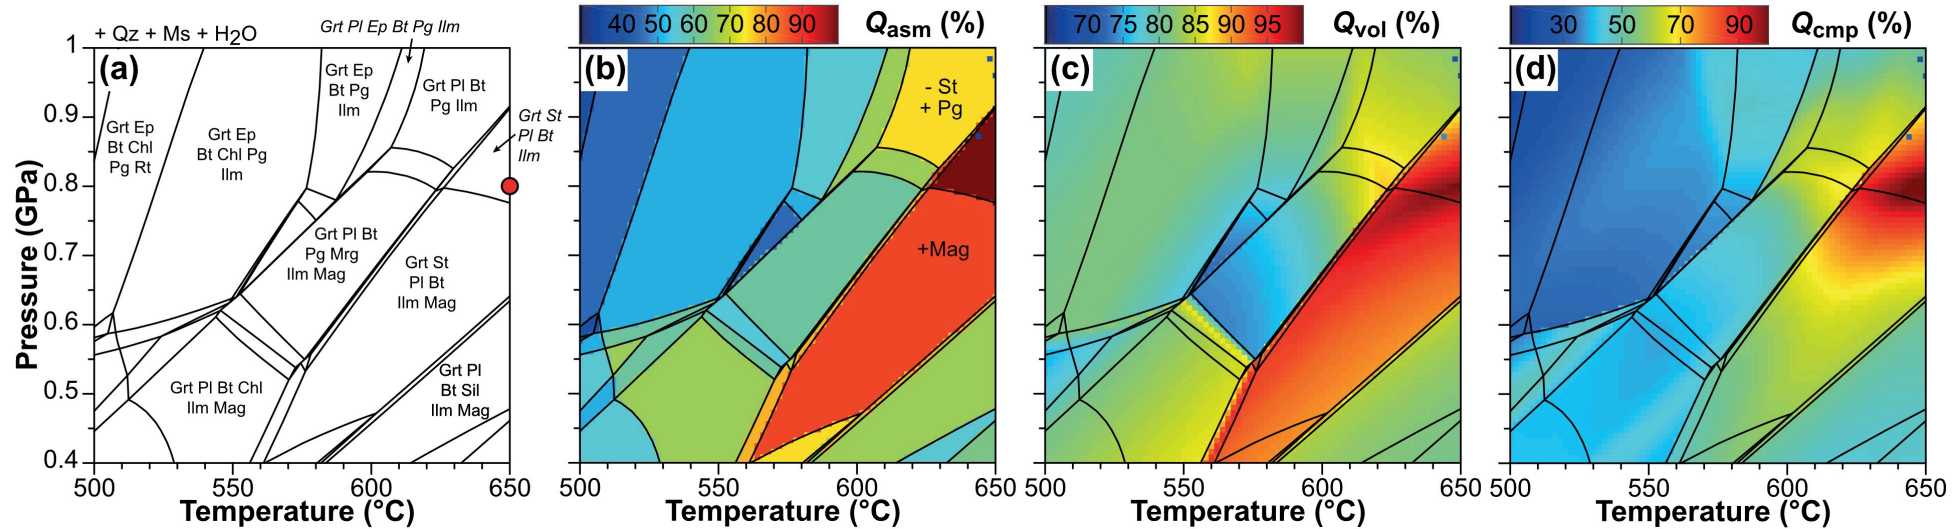 + Qz + Ms + H2O
Grt Pl Ep Bt Pg Ilm
(a)
Grt Ep
Bt Chl
Pg Rt
Grt Ep
Bt Chl Pg
Ilm
Grt Ep
Bt Pg
Ilm
Grt Pl Bt
Pg Ilm
Grt St
Pl Bt
Ilm
Grt Pl Bt
Pg Mrg
Ilm Mag
Grt St
Pl Bt
Ilm Mag
Grt Pl Bt Chl
Ilm Mag
Grt Pl
Bt Sil
Ilm Mag
Pressure (GPa)
1
0.9
0.8
0.7
0.6
0.5
0.4
500 550 600 650
Temperature (°C)
40 50 60 70 80 90
Qasm (%)
(b)
- St
+ Pg
+Mag
500 550 600 650
Temperature (°C)
70 75 80 85 90 95
Qvol (%)
(c)
500 550 600 650
Temperature (°C)
30 50 70 90
Qcmp (%)
(d)
500 550 600 650
Temperature (°C)